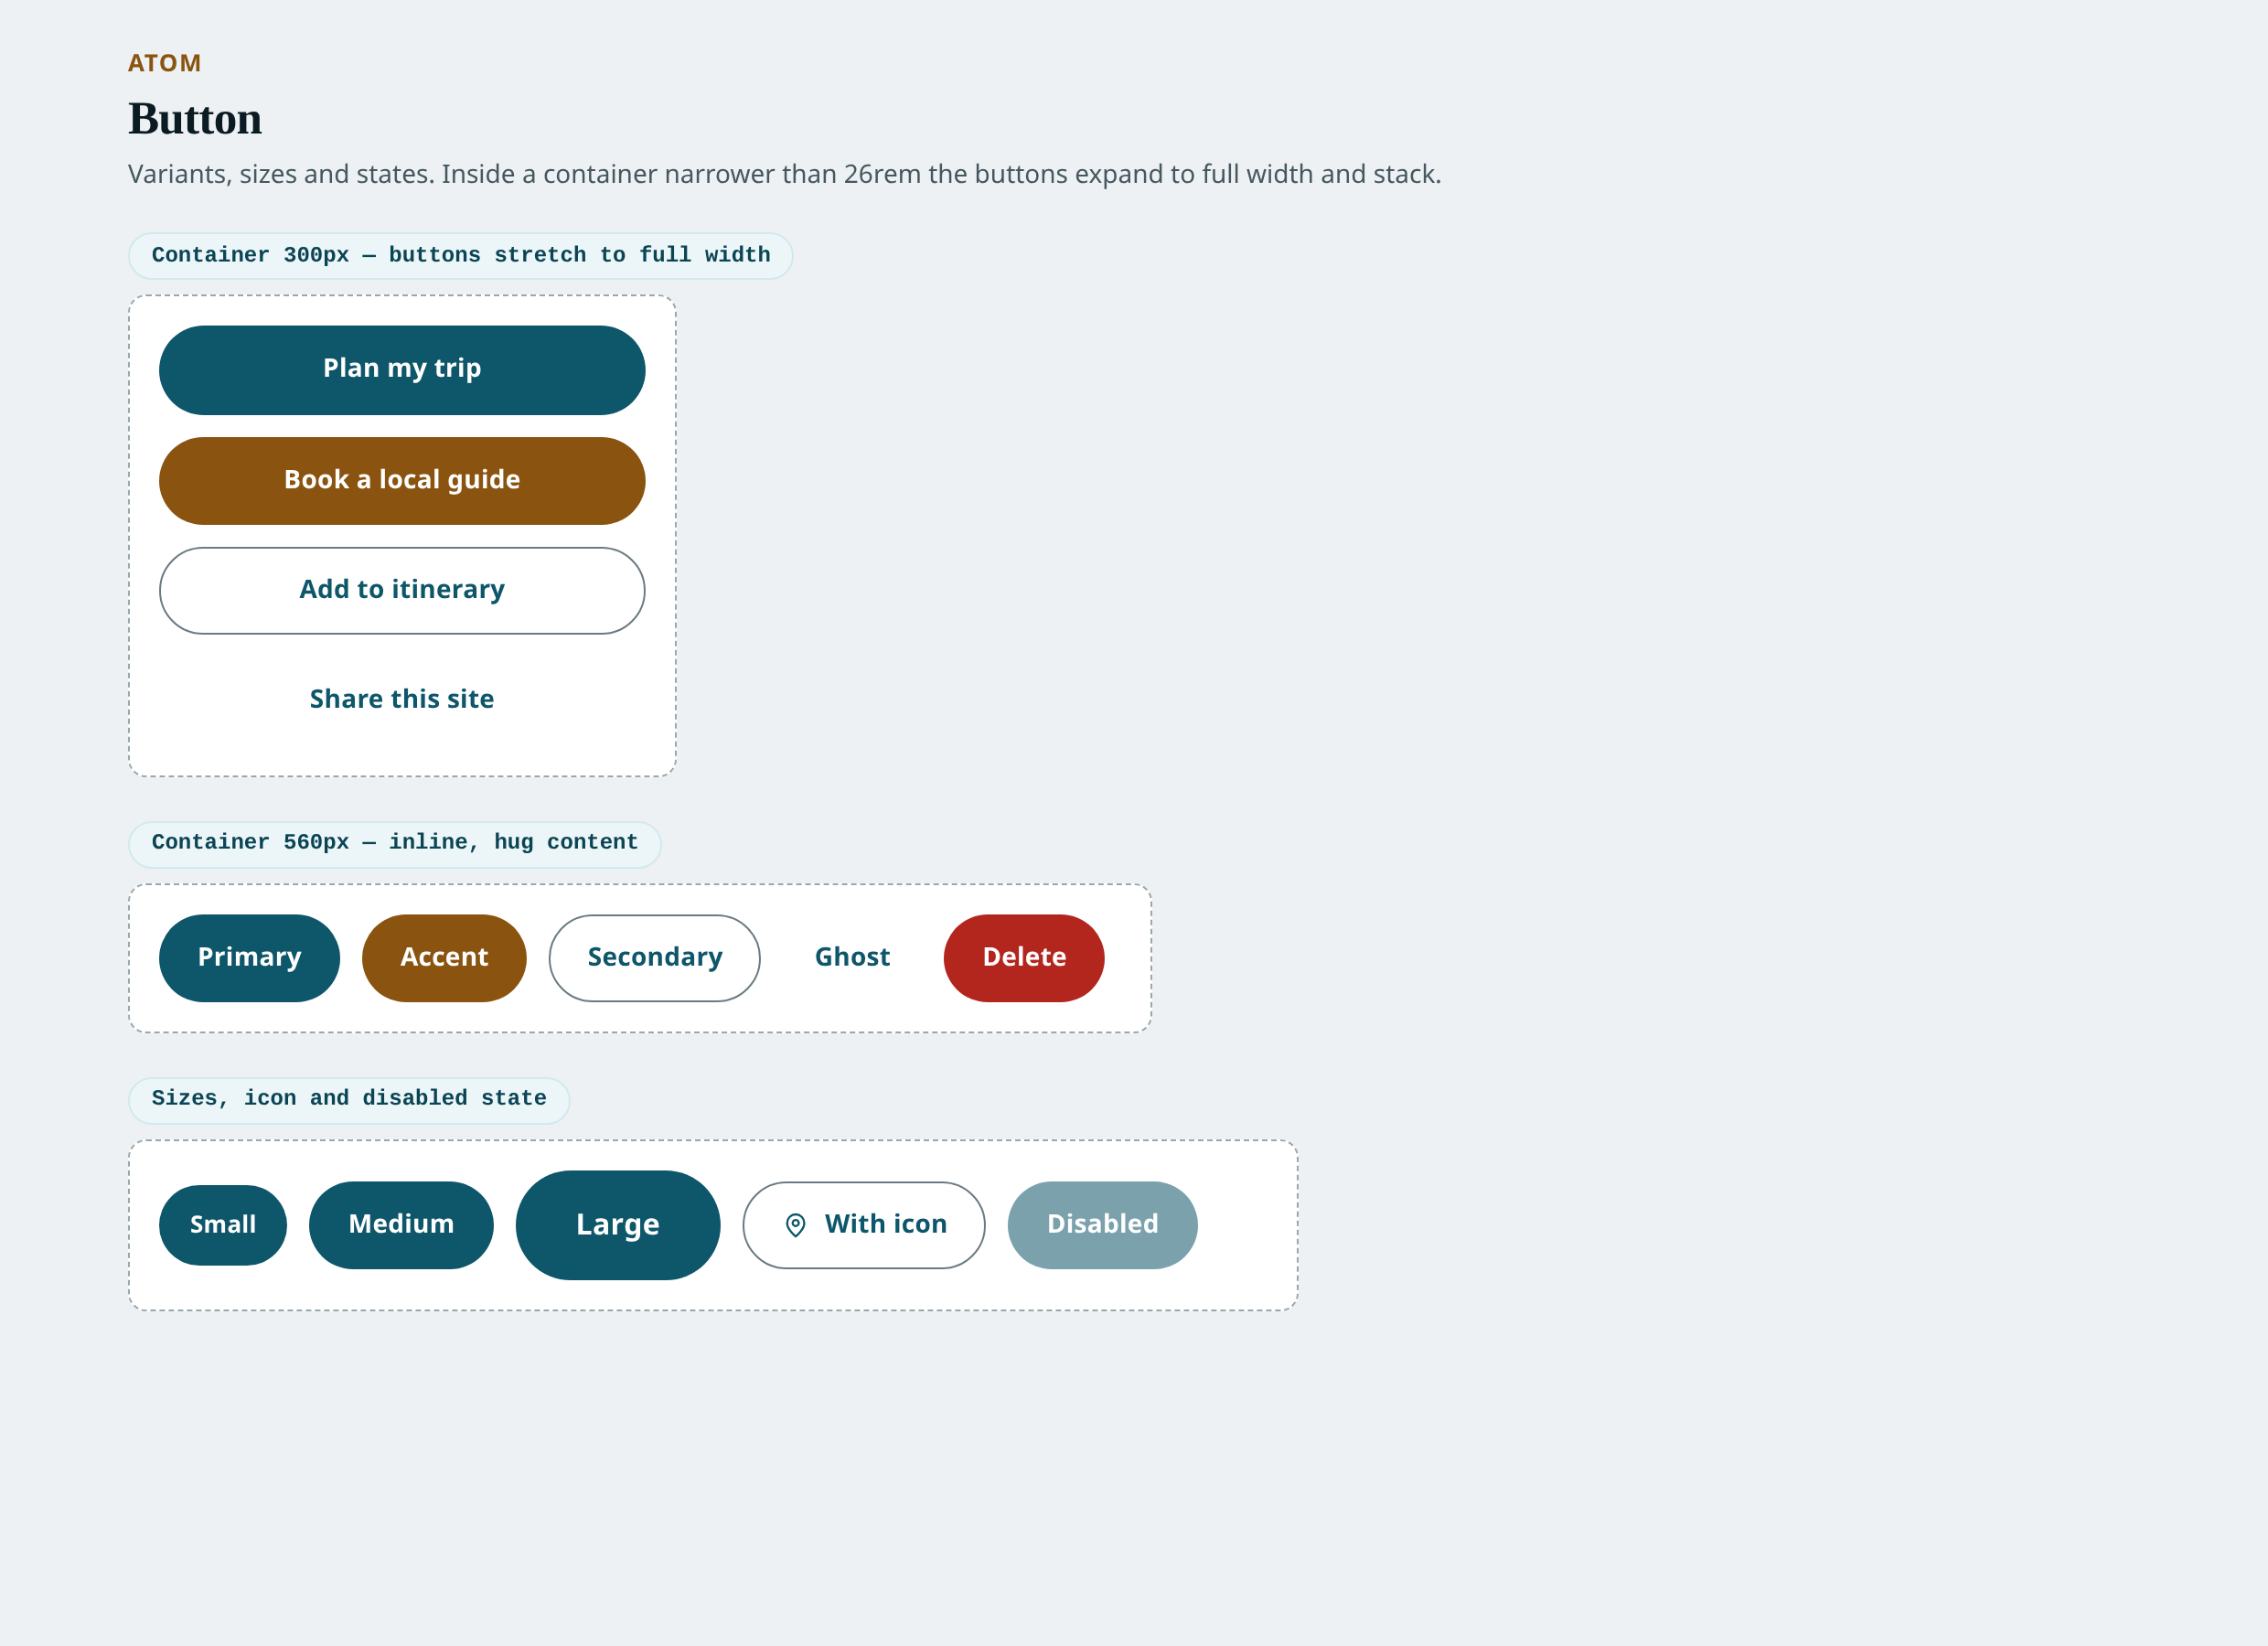 ATOM
Button
Variants, sizes and states. Inside a container narrower than 26rem the buttons expand to full width and stack.
Container 300px — buttons stretch to full width
Plan my trip
Book a local guide
Add to itinerary
Share this site
Container 560px — inline, hug content
Primary Accent Secondary Ghost Delete
Sizes, icon and disabled state
Small Medium Large With icon Disabled